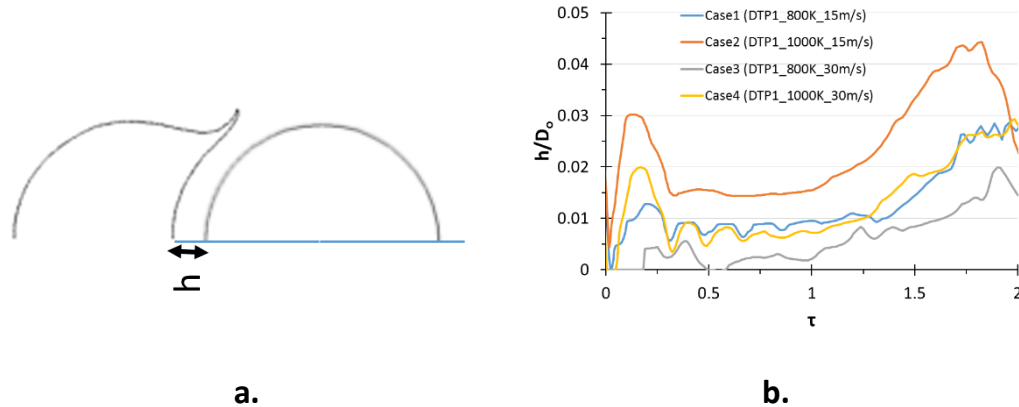 h
a.
0.05
0.04
0.03
0.02
0.01
0
h/Dₒ
Case1 (DTP1_800K_15m/s)
Case2 (DTP1_1000K_15m/s)
Case3 (DTP1_800K_30m/s)
Case4 (DTP1_1000K_30m/s)
0 0.5 1 1.5 2
τ
b.